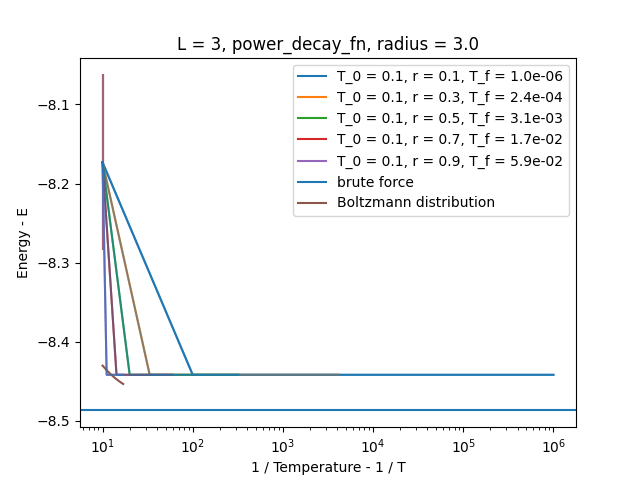 L = 3, power_decay_fn, radius = 3.0
T_0 = 0.1, r = 0.1, T_f = 1.0e-06
T_0 = 0.1, r = 0.3, T_f = 2.4e-04
T_0 = 0.1, r = 0.5, T_f = 3.1e-03
T_0 = 0.1, r = 0.7, T_f = 1.7e-02
T_0 = 0.1, r = 0.9, T_f = 5.9e-02
brute force
Boltzmann distribution
Energy - E
−8.1
−8.2
−8.3
−8.4
−8.5
10¹ 10² 10³ 10⁴ 10⁵ 10⁶
1 / Temperature - 1 / T